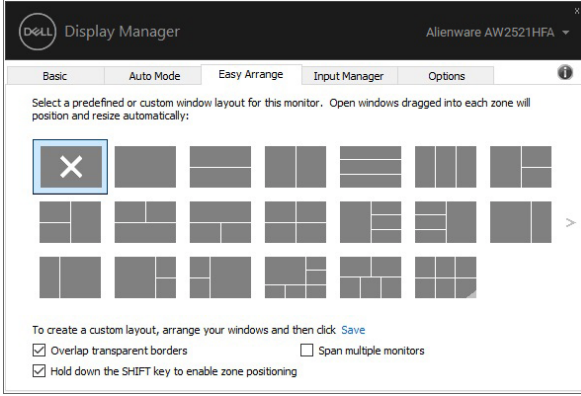 DELL Display Manager
Alienware AW2521HFA
Basic
Auto Mode
Easy Arrange
Input Manager
Options
Select a predefined or custom window layout for this monitor. Open windows dragged into each zone will
position and resize automatically:
To create a custom layout, arrange your windows and then click Save
Overlap transparent borders
Span multiple monitors
Hold down the SHIFT key to enable zone positioning